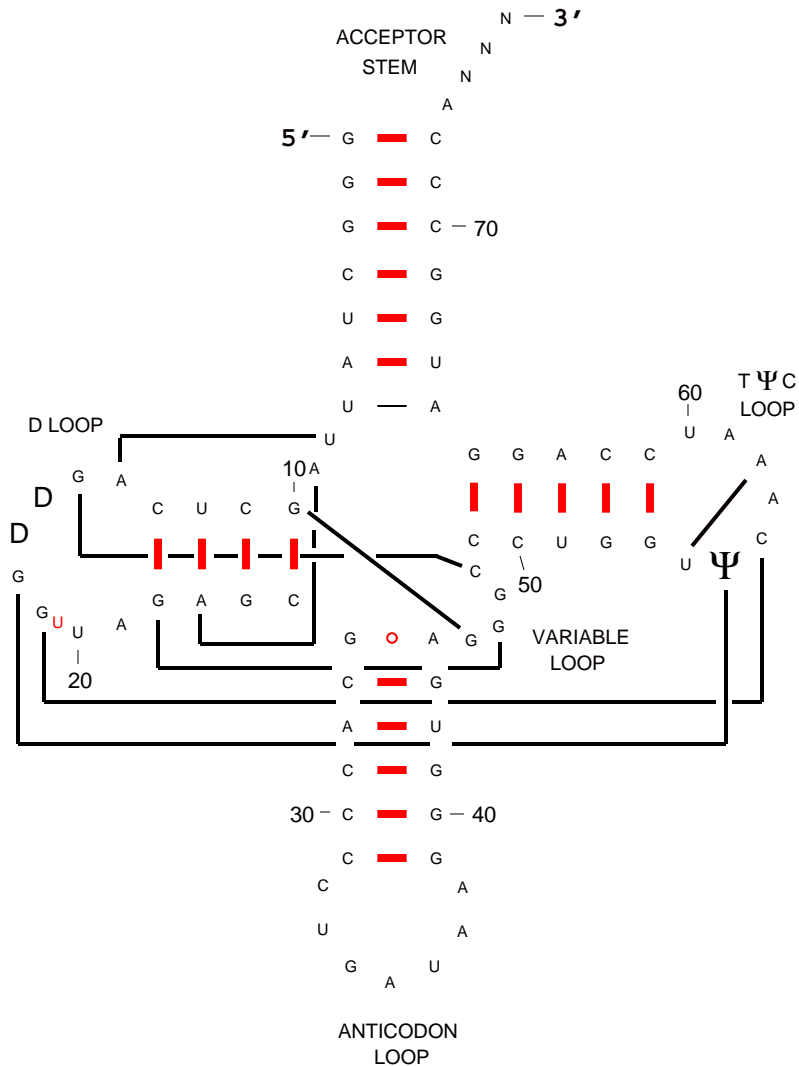 N — 3′
ACCEPTOR
STEM
N
N
A
5′ — G C
G C
G C — 70
C G
U G
A U
U A
60
T Ψ C
LOOP
D LOOP
U
G G A C C
U A A A C
G A
A
10
D
C U C G
D
C C U G G U Ψ
C
50
G
G
G U U A G A G C
G
20
G A
VARIABLE
LOOP
C G
A U
C G
30 — C G — 40
C G
C A
U A
G A U
ANTICODON
LOOP